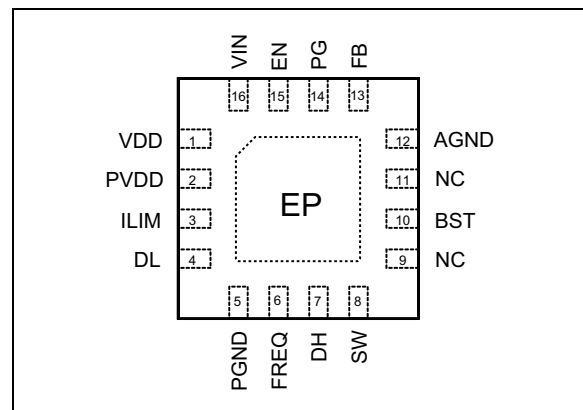 VIN EN PG FB
16 15 14 13
VDD 1 12 AGND
PVDD 2 11 NC
EP
ILIM 3 10 BST
DL 4 9 NC
5 6 7 8
PGND FREQ DH SW